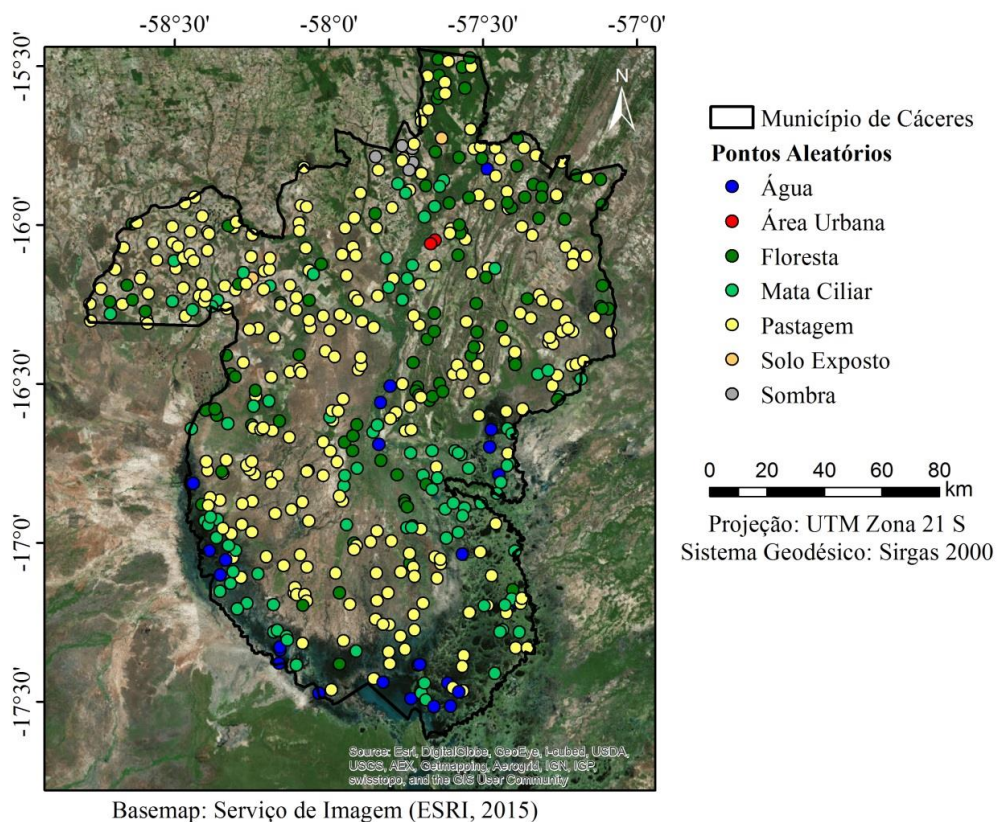 -58°30'
-58°0'
-57°30'
-57°0'
-15°30'
-16°0'
-16°30'
-17°0'
-17°30'
N
Source: Esri, DigitalGlobe, GeoEye, i-cubed, USDA,
USGS, AEX, Getmapping, Aerogrid, IGN, IGP,
swisstopo, and the GIS User Community
Basemap: Serviço de Imagem (ESRI, 2015)
Município de Cáceres
Pontos Aleatórios
Água
Área Urbana
Floresta
Mata Ciliar
Pastagem
Solo Exposto
Sombra
0 20 40 60 80
km
Projeção: UTM Zona 21 S
Sistema Geodésico: Sirgas 2000